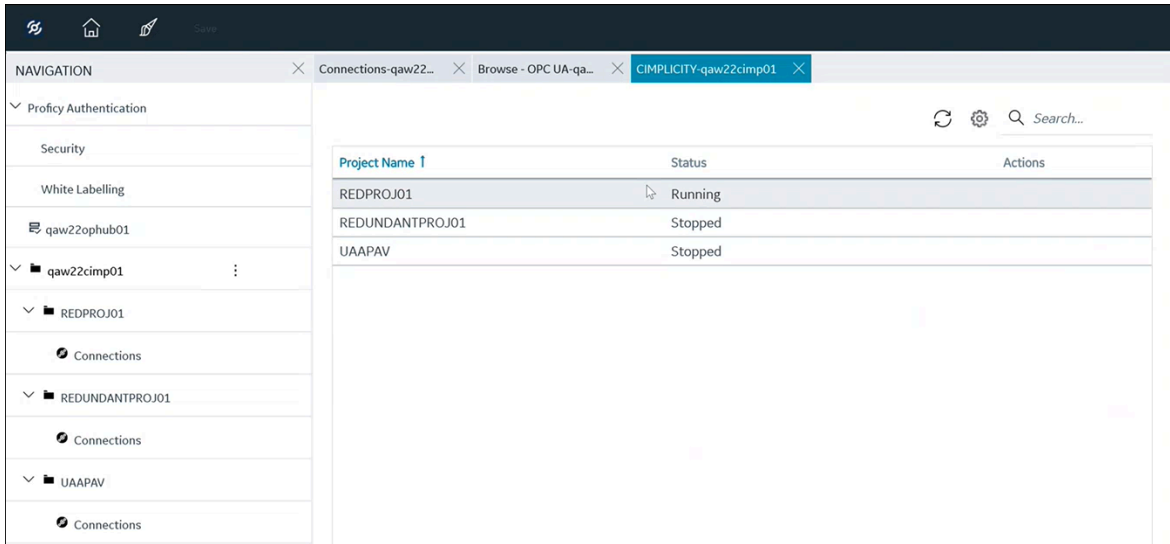 Save
NAVIGATION
Connections-qaw22...
Browse - OPC UA-qa...
CIMPLICITY-qaw22cimp01
Proficy Authentication
Security
White Labelling
qaw22ophub01
qaw22cimp01
REDPROJ01
Connections
REDUNDANTPROJ01
Connections
UAAPAV
Connections
Search...
Project Name Status Actions
REDPROJ01 Running
REDUNDANTPROJ01 Stopped
UAAPAV Stopped